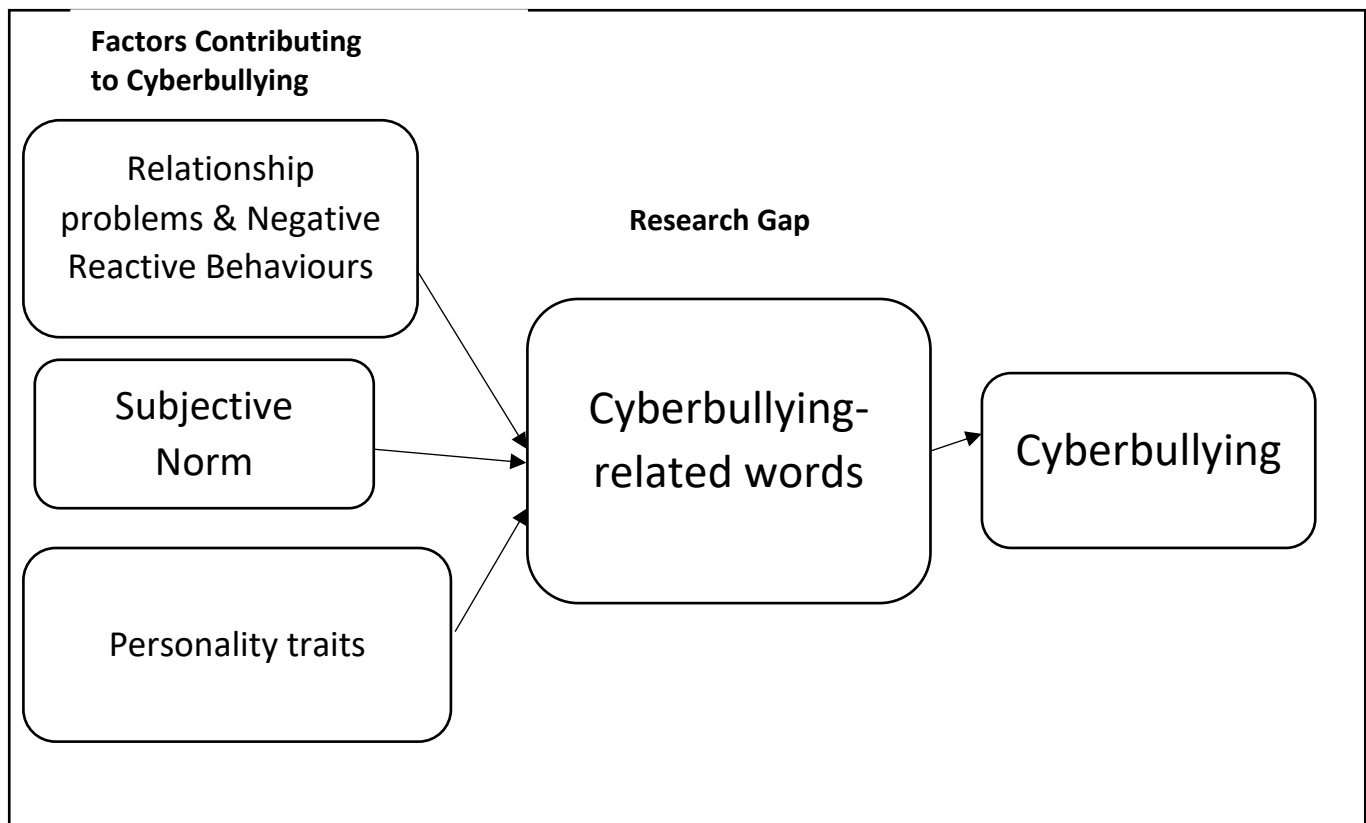 Factors Contributing
to Cyberbullying
Relationship
problems & Negative
Reactive Behaviours
Subjective
Norm
Personality traits
Research Gap
Cyberbullying-
related words
Cyberbullying